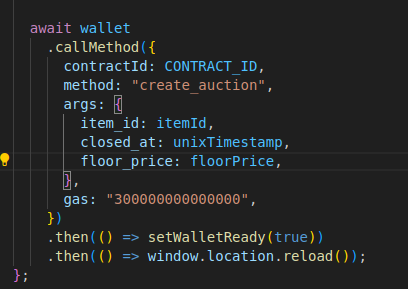 await wallet
.callMethod({
contractId: CONTRACT_ID,
method: "create_auction",
args: {
item_id: itemId,
closed_at: unixTimestamp,
floor_price: floorPrice,
},
gas: "300000000000000",
})
.then(() => setWalletReady(true))
.then(() => window.location.reload());
};